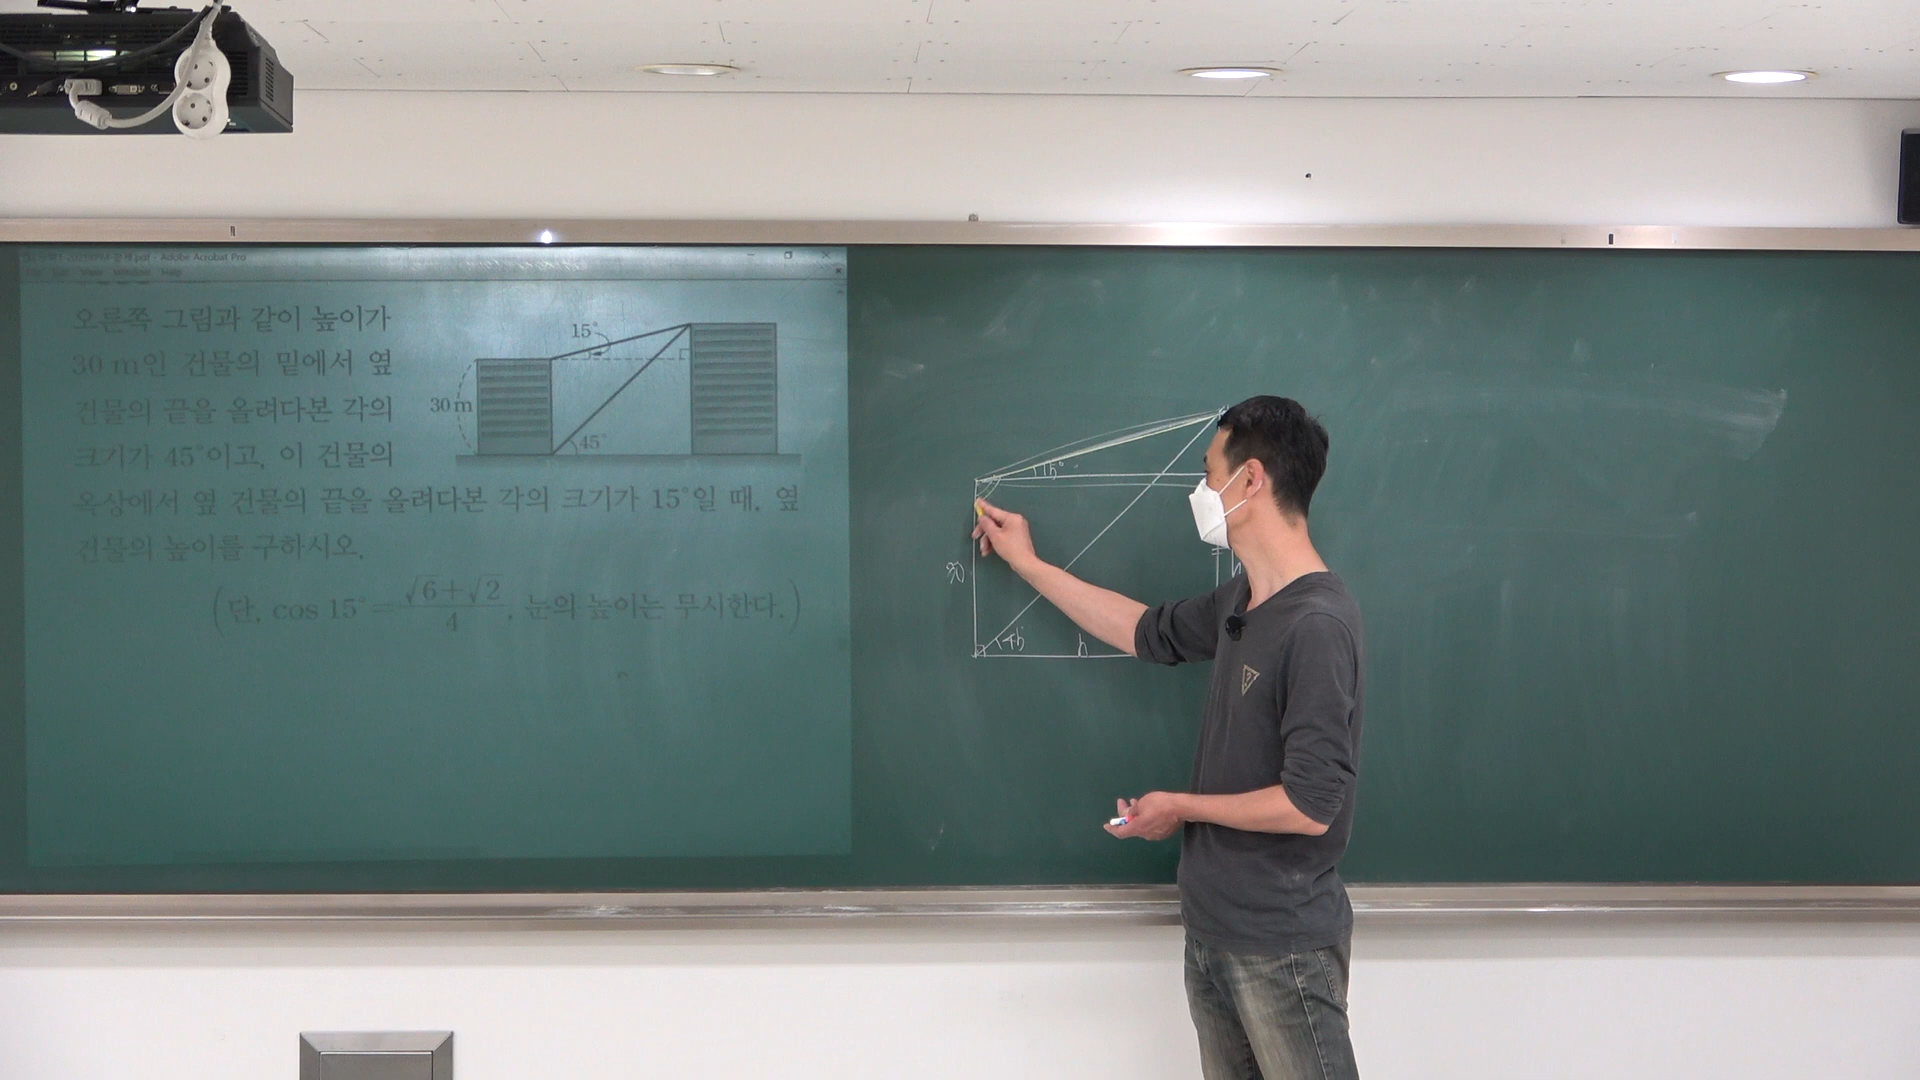 Adobe Acrobat Pro
오른쪽 그림과 같이 높이가
30 m인 건물의 밑에서 옆
건물의 끝을 올려다본 각의
크기가 45°이고, 이 건물의
옥상에서 옆 건물의 끝을 올려다본 각의 크기가 15°일 때, 옆
건물의 높이를 구하시오.
(단, cos 15°=\frac{√6+√2}{4}, 눈의 높이는 무시한다.)
15°
30 m
45°
15°
30
45°
h
h
?